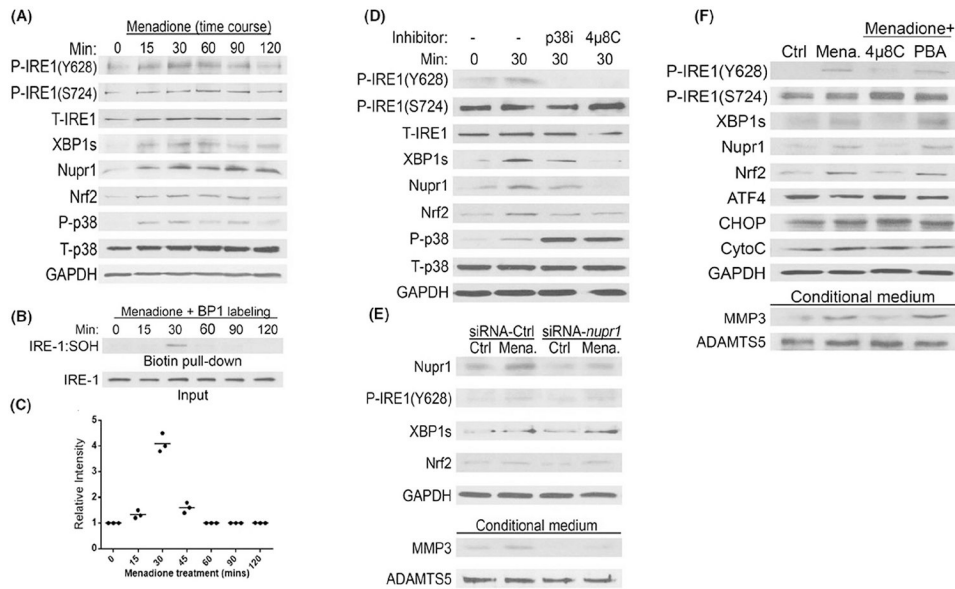 (A)
Menadione (time course)
Min: 0 15 30 60 90 120
P-IRE1(Y628)
P-IRE1(S724)
T-IRE1
XBP1s
Nupr1
Nrf2
P-p38
T-p38
GAPDH
(B)
Menadione + BP1 labeling
Min: 0 15 30 60 90 120
IRE-1:SOH
Biotin pull-down
IRE-1
Input
(C)
Relative Intensity
5
4
3
2
1
0
0 15 30 45 60 90 120
Menadione treatment (mins)
(D)
Inhibitor: - - p38i 4µ8C
Min: 0 30 30 30
P-IRE1(Y628)
P-IRE1(S724)
T-IRE1
XBP1s
Nupr1
Nrf2
P-p38
T-p38
GAPDH
(E)
siRNA-Ctrl siRNA-nupr1
Ctrl Mena. Ctrl Mena.
Nupr1
P-IRE1(Y628)
XBP1s
Nrf2
GAPDH
Conditional medium
MMP3
ADAMTS5
(F)
Menadione+
Ctrl Mena. 4µ8C PBA
P-IRE1(Y628)
P-IRE1(S724)
XBP1s
Nupr1
Nrf2
ATF4
CHOP
CytoC
GAPDH
Conditional medium
MMP3
ADAMTS5